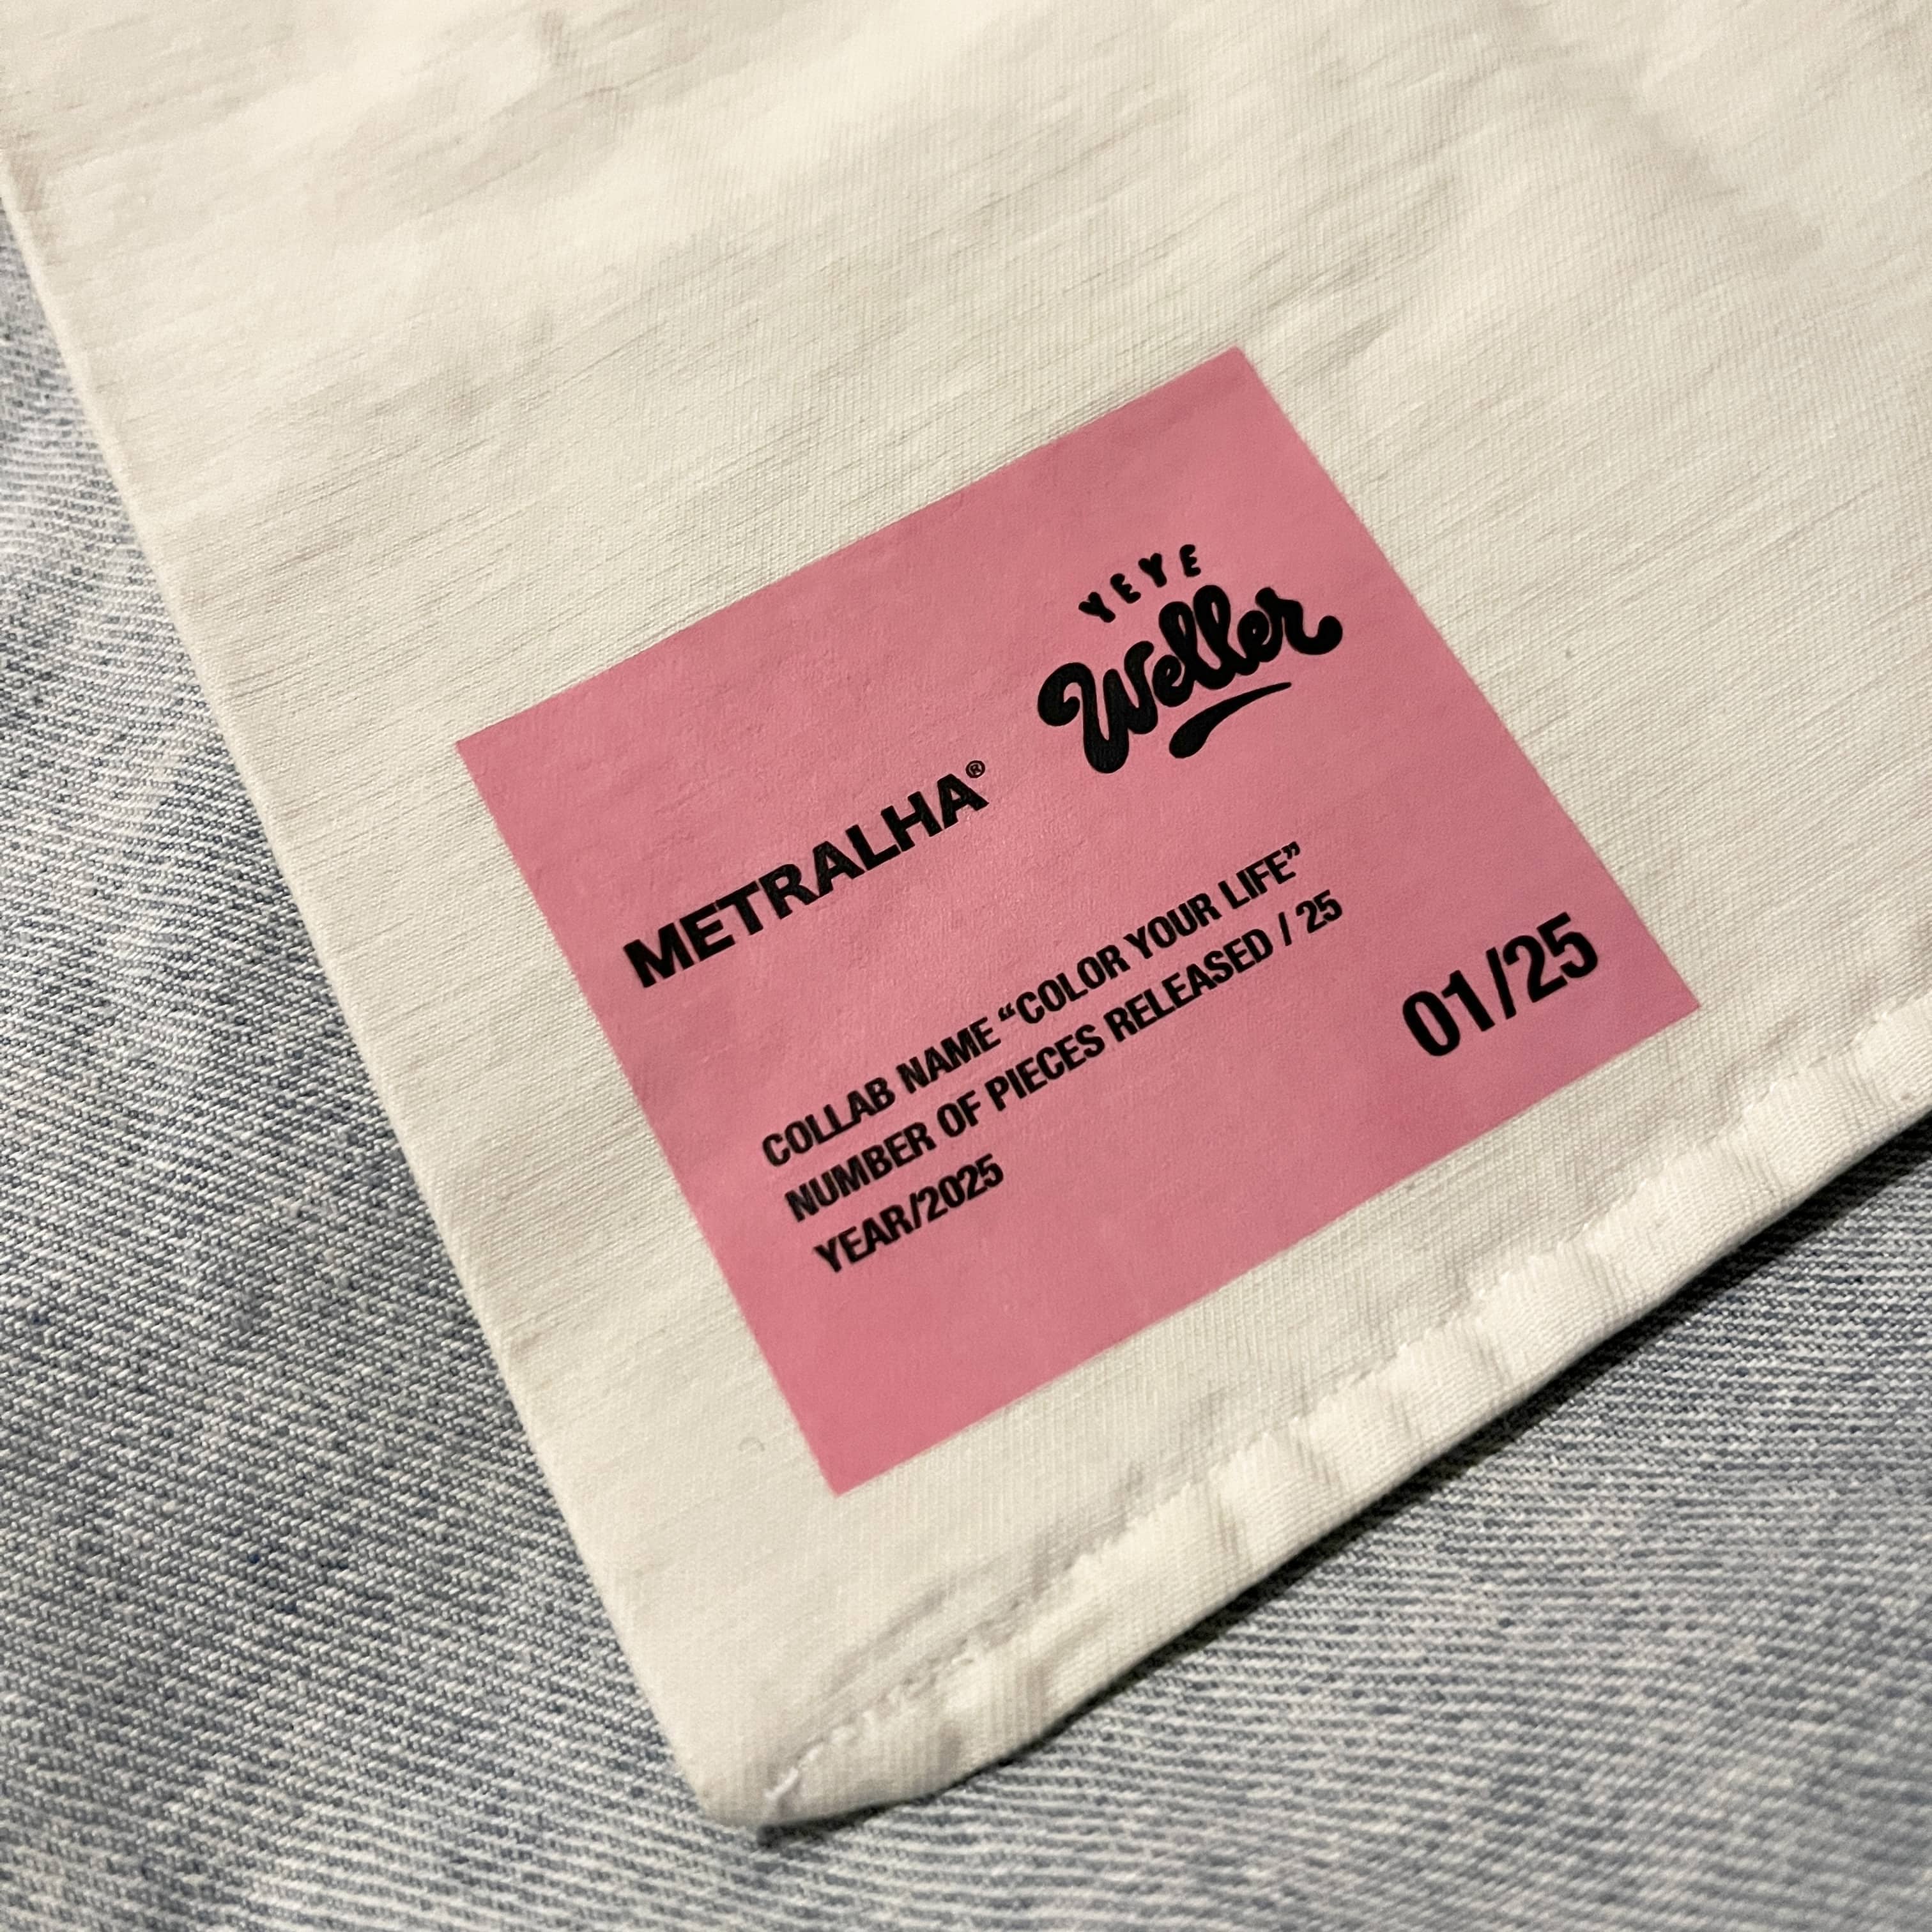 YEYE
Weller
METRALHA®
COLLAB NAME “COLOR YOUR LIFE”
NUMBER OF PIECES RELEASED / 25
YEAR/2025
01/25